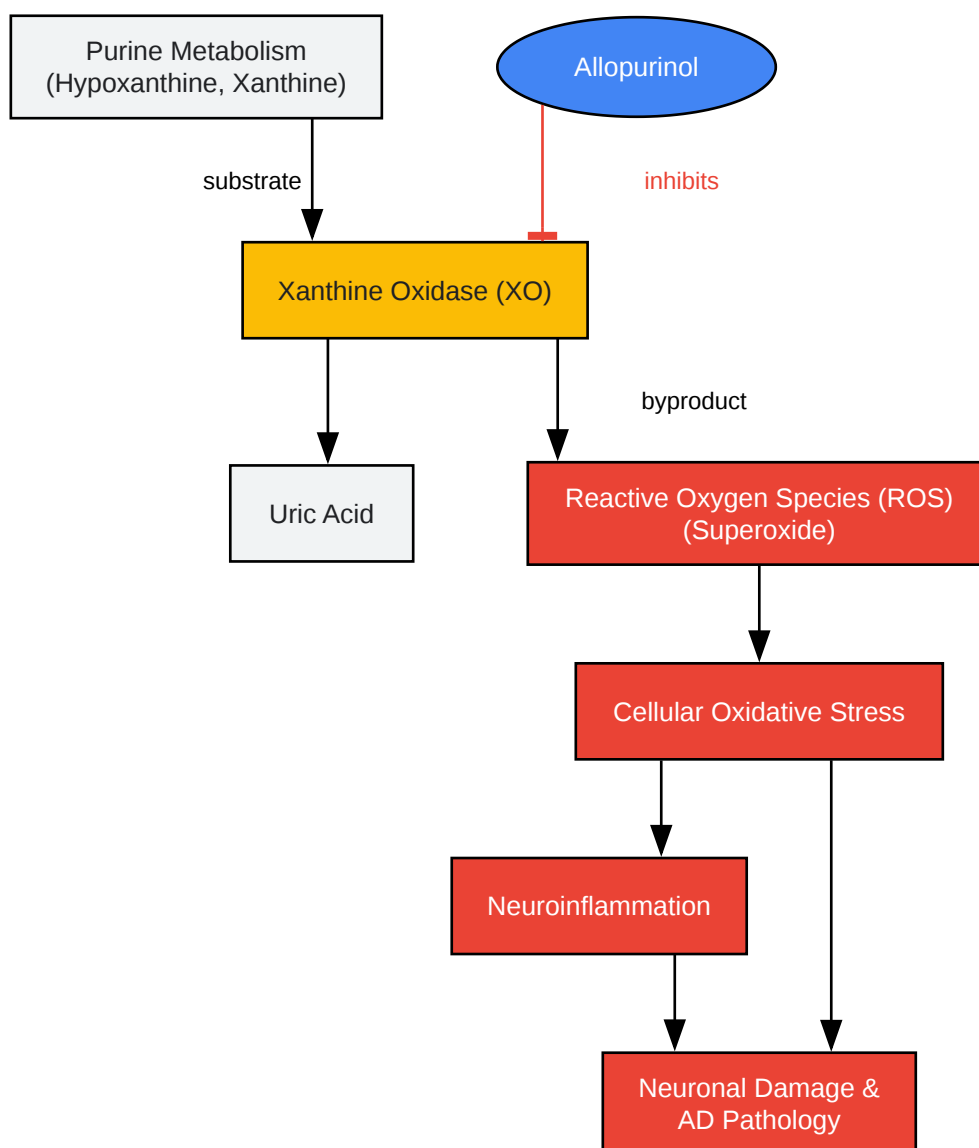 Purine Metabolism
(Hypoxanthine, Xanthine)
Allopurinol
substrate
inhibits
Xanthine Oxidase (XO)
byproduct
Uric Acid
Reactive Oxygen Species (ROS)
(Superoxide)
Cellular Oxidative Stress
Neuroinflammation
Neuronal Damage &
AD Pathology